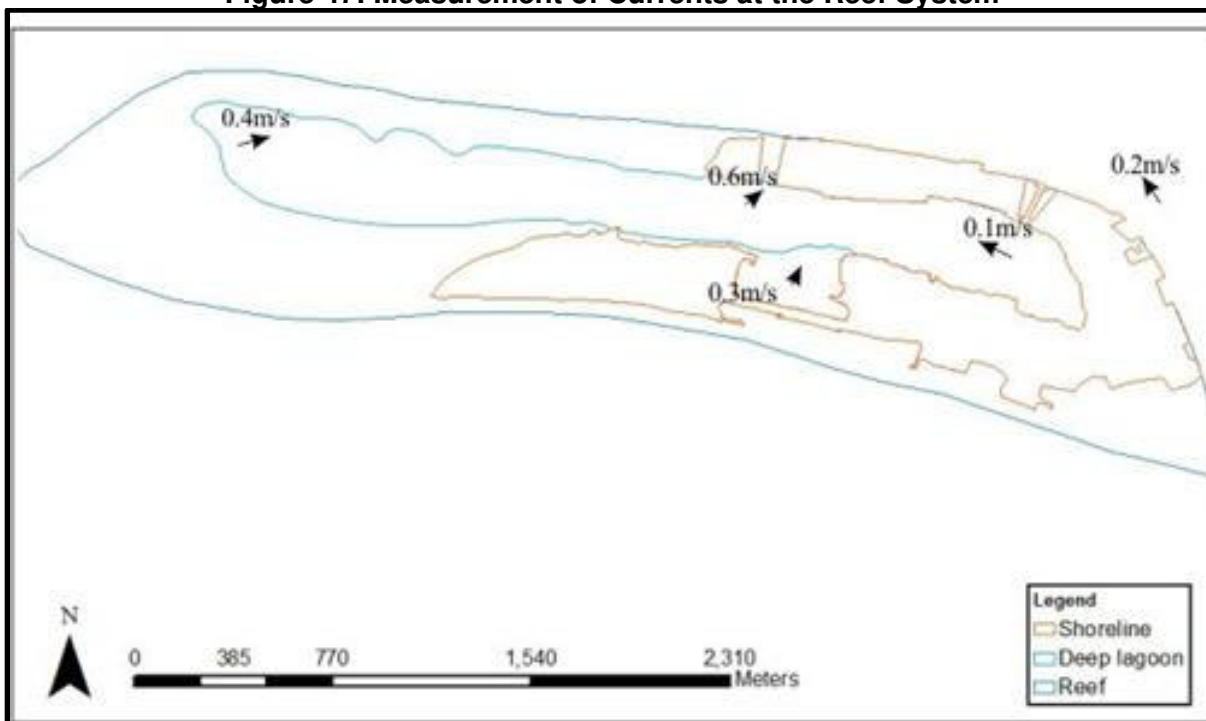 Figure 17: Measurement of Currents at the Reef System
0.4m/s
0.2m/s
0.6m/s
0.1m/s
0.3m/s
N
0 385 770 1,540 2,310
Meters
Legend
Shoreline
Deep lagoon
Reef